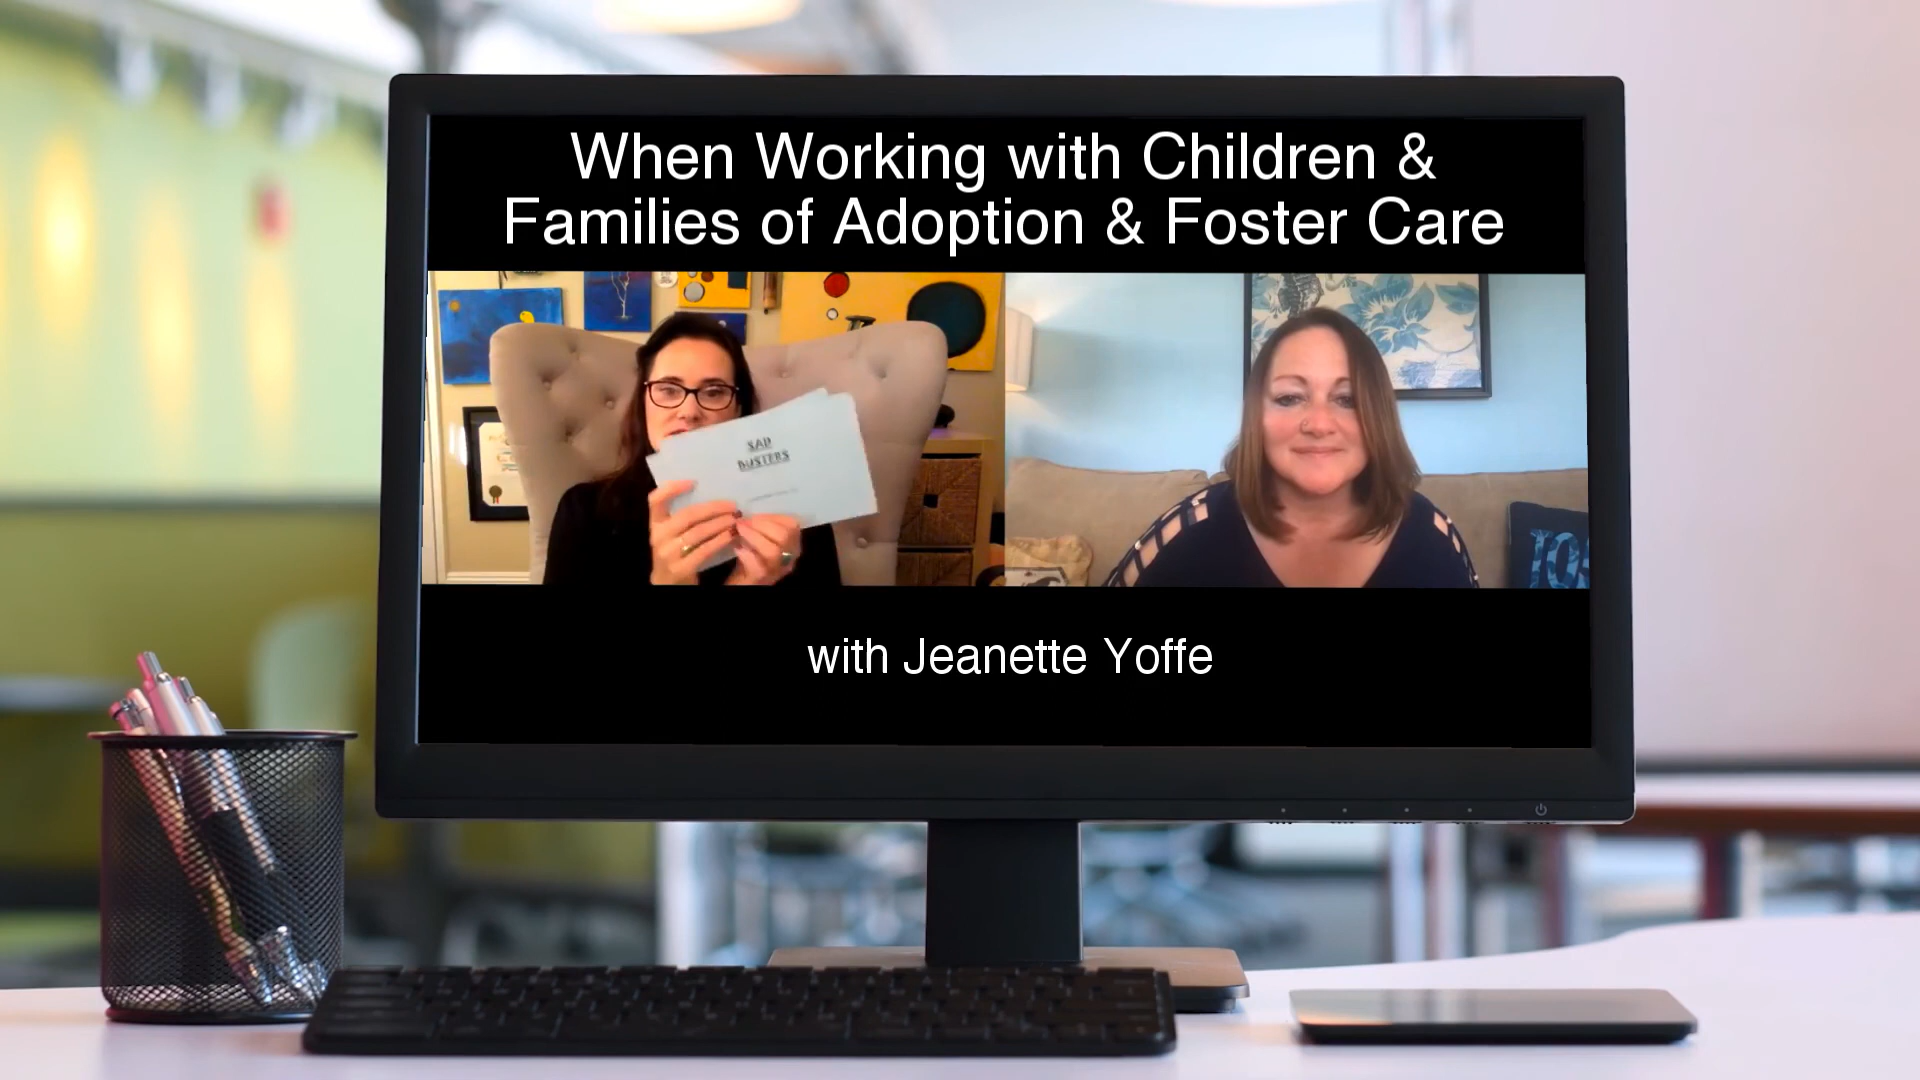 When Working with Children &
Families of Adoption & Foster Care
SAD
BUSTERS
with Jeanette Yoffe